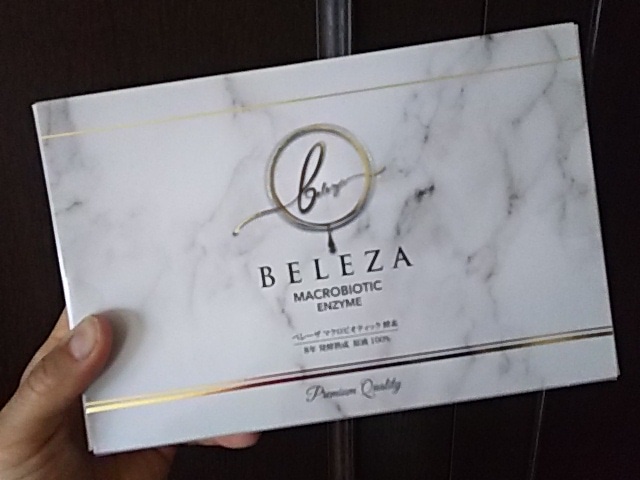 Beleza
BELEZA
MACROBIOTIC
ENZYME
ベレーザ マクロビオティック 酵素
8年 発酵熟成 原液 100%
Premium Quality